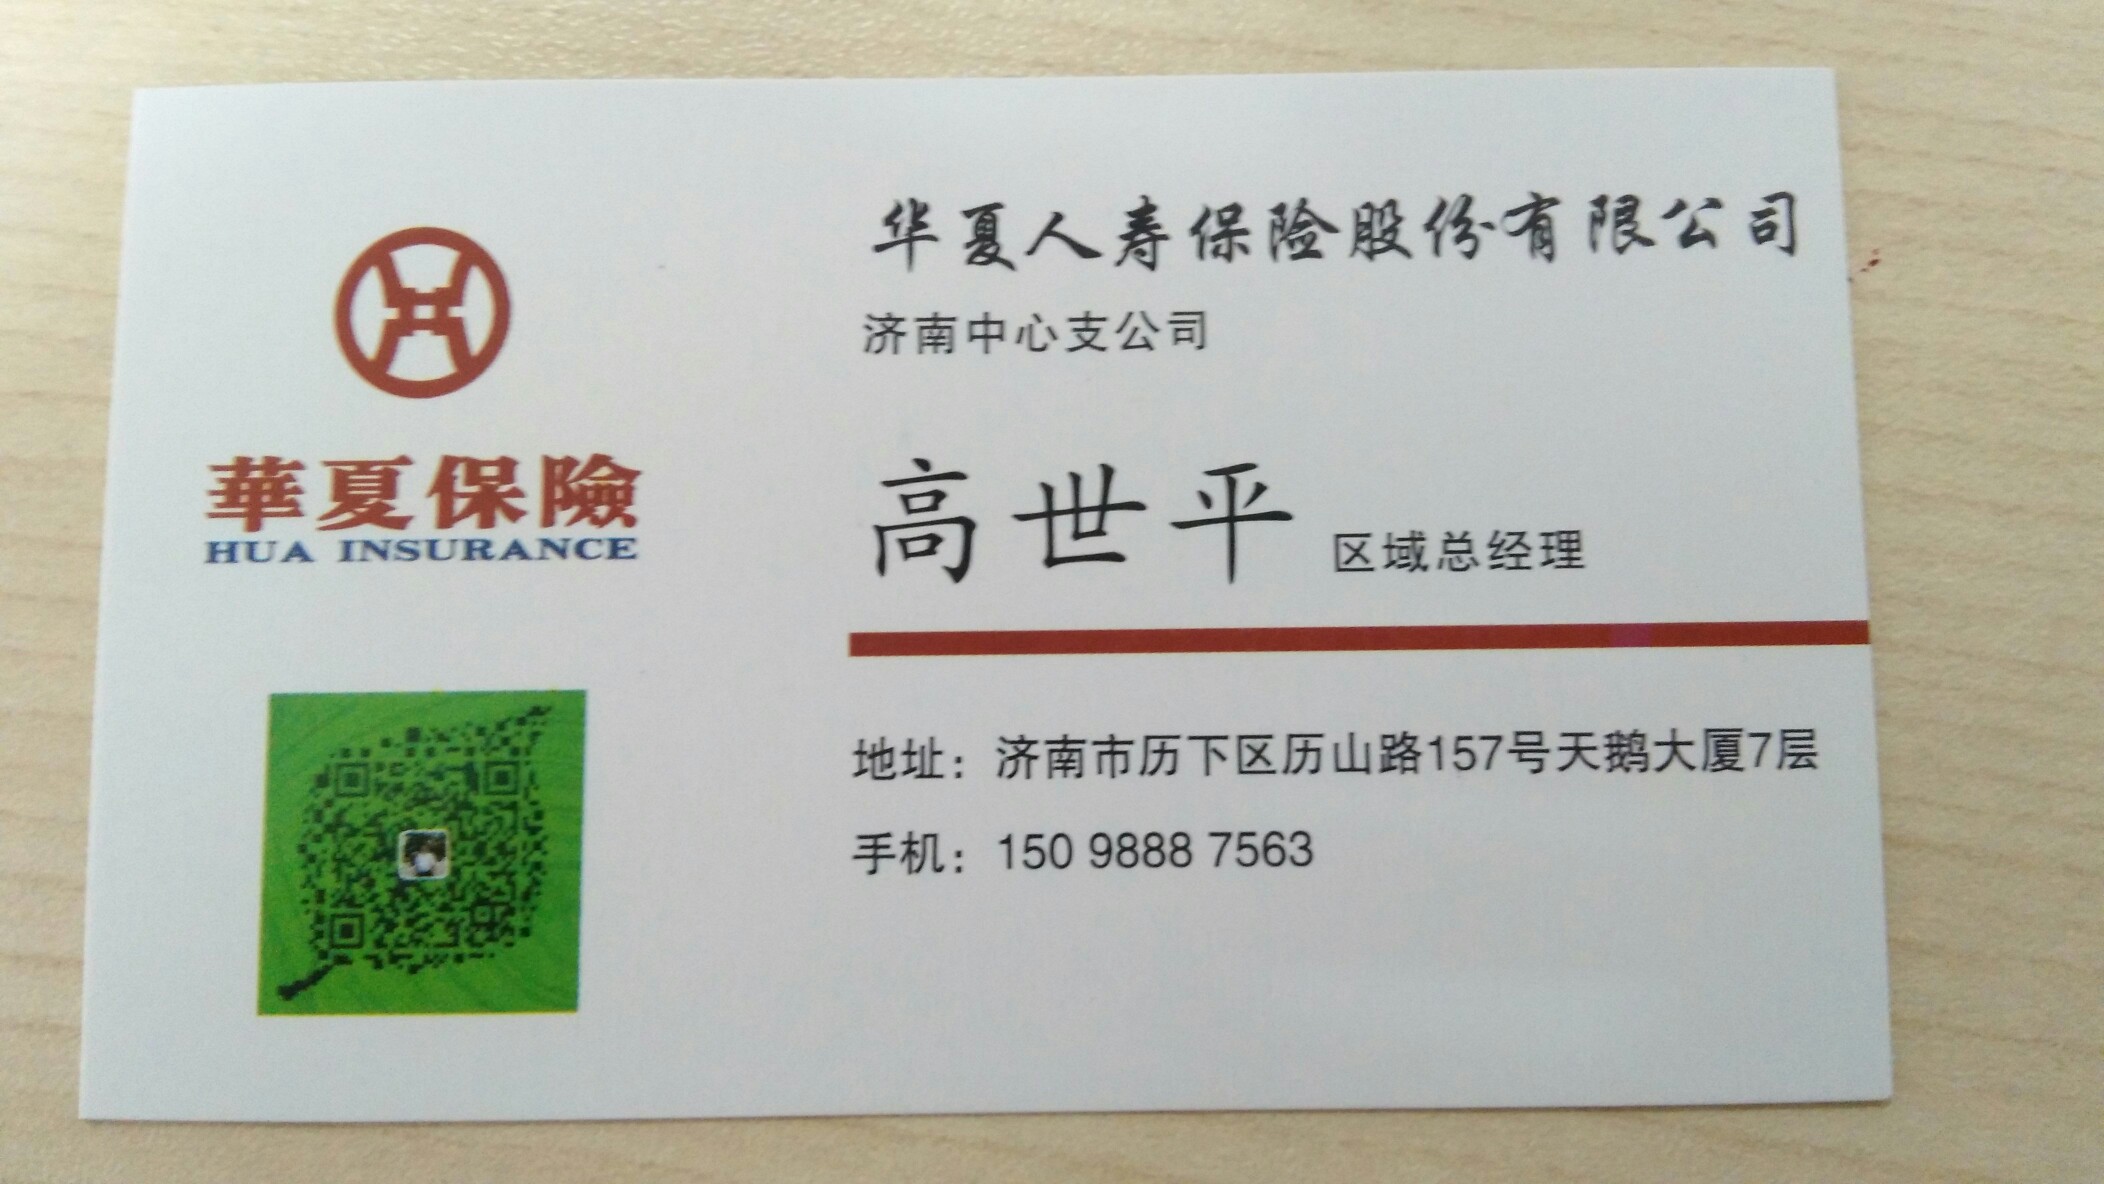 華夏保險
HUA INSURANCE
华夏人寿保险股份有限公司
济南中心支公司
高世平 区域总经理
地址：济南市历下区历山路157号天鹅大厦7层
手机：150 9888 7563